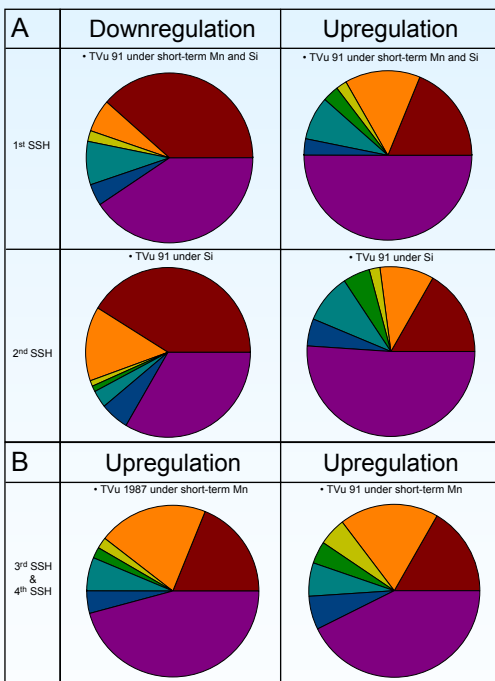 A
Downregulation
Upregulation
• TVu 91 under short-term Mn and Si
• TVu 91 under short-term Mn and Si
1st SSH
• TVu 91 under Si
• TVu 91 under Si
2nd SSH
B
Upregulation
Upregulation
• TVu 1987 under short-term Mn
• TVu 91 under short-term Mn
3rd SSH
&
4th SSH